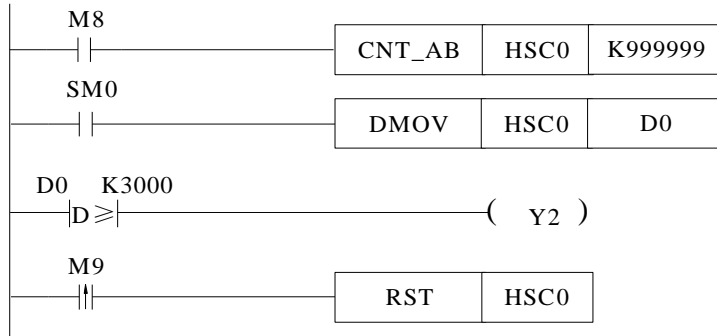 M8
CNT_AB HSC0 K999999
SM0
DMOV HSC0 D0
D0 K3000
D ≥ ( Y2 )
M9
RST HSC0